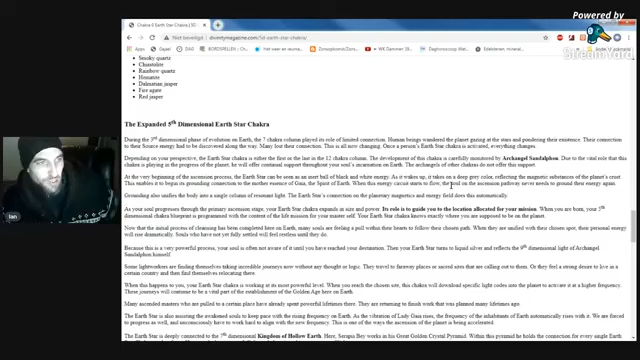 Powered by
StreamYard
Chakra 0 Earth Star Chakra | 5D
Niet beveiligd | divinitymagazine.com/5d-earth-star-chakra/
Apps
DAG
BORDSPELLEN
Het weer en ouma...
Zonsopkomst-Zons...
WK Dammen 19...
Dagkoroscoop Wat...
Edelstenen, mineral...
Smoky quartz
Chiastolite
Rainbow quartz
Hematite
Dalmatian jasper
Fire agate
Red jasper
The Expanded 5th Dimensional Earth Star Chakra
During the 3rd dimensional phase of evolution on Earth, the 7 chakra column played its role of limited connection. Human beings wandered the planet gazing at the stars and pondering their existence. Their connection
to their Source energy had to be discovered along the way. Many lost their connection. This is all now changing. Once a person's Earth Star chakra is activated, everything changes.
Depending on your perspective, the Earth Star chakra is either the first or the last in the 12 chakra column. The development of this chakra is carefully monitored by Archangel Sandalphon. Due to the vital role that this
chakra is playing in the progress of the planet, he will offer continual support throughout your soul's incarnation on Earth. The archangels of other chakras do not offer this support.
At the very beginning of the ascension process, the Earth Star can be seen as an inert ball of black and white energy. As it wakes up, it takes on a deep grey color, reflecting the magnetic substances of the planet's crust.
This enables it to begin its grounding connection to the mother essence of Gaia, the Spirit of Earth. When this energy circuit starts to flow, the soul on the ascension pathway never needs to ground their energy again.
Grounding also unifies the body into a single column of resonant light. The Earth Star's connection to the planetary magnetics and energy field does this automatically.
As your soul progresses through the primary ascension stage, your Earth Star chakra expands in size and power. Its role is to guide you to the location allocated for your mission. When you are born, your 5th
dimensional chakra blueprint is programmed with the content of the life mission for your master self. Your Earth Star chakra knows exactly where you are supposed to be on the planet.
Now that the initial process of cleansing has been completed here on Earth, many souls are feeling a pull within their hearts to follow their chosen path. When they are unified with their chosen spot, their personal energy
will rise dramatically. Souls who have not yet fully settled will feel restless until they do.
Because this is a very powerful process, your soul is often not aware of it until you have reached your destination. Then your Earth Star turns to liquid silver and reflects the 9th dimensional light of Archangel
Sandalphon himself.
Some lightworkers are finding themselves taking incredible journeys now without any thought or logic. They travel to faraway places or sacred sites that are calling out to them. Or they feel a strong desire to live in a
certain country and then find themselves relocating there.
When this happens to you, your Earth Star chakra is working at its most powerful level. When you reach the chosen site, this chakra will download specific light codes into the planet to activate it at a higher frequency.
These journeys will continue to be a vital part of the establishment of the Golden Age here on Earth.
Many ascended masters who are pulled to a certain place have already spent powerful lifetimes there. They are returning to finish work that was planned many lifetimes ago.
The Earth Star is also assisting the awakened souls to keep pace with the rising frequency on Earth. As the vibration of Lady Gaia rises, the frequency of the inhabitants of Earth automatically rises with it. We are forced
to progress as well, and unconsciously have to work hard to align with the new frequency. This is one of the ways the ascension of the planet is being accelerated.
The Earth Star is deeply connected to the 7th dimensional Kingdom of Hollow Earth. Here, Serapis Bey works in his Great Golden Crystal Pyramid. Within this pyramid he holds the connection for every single Earth
Ilan